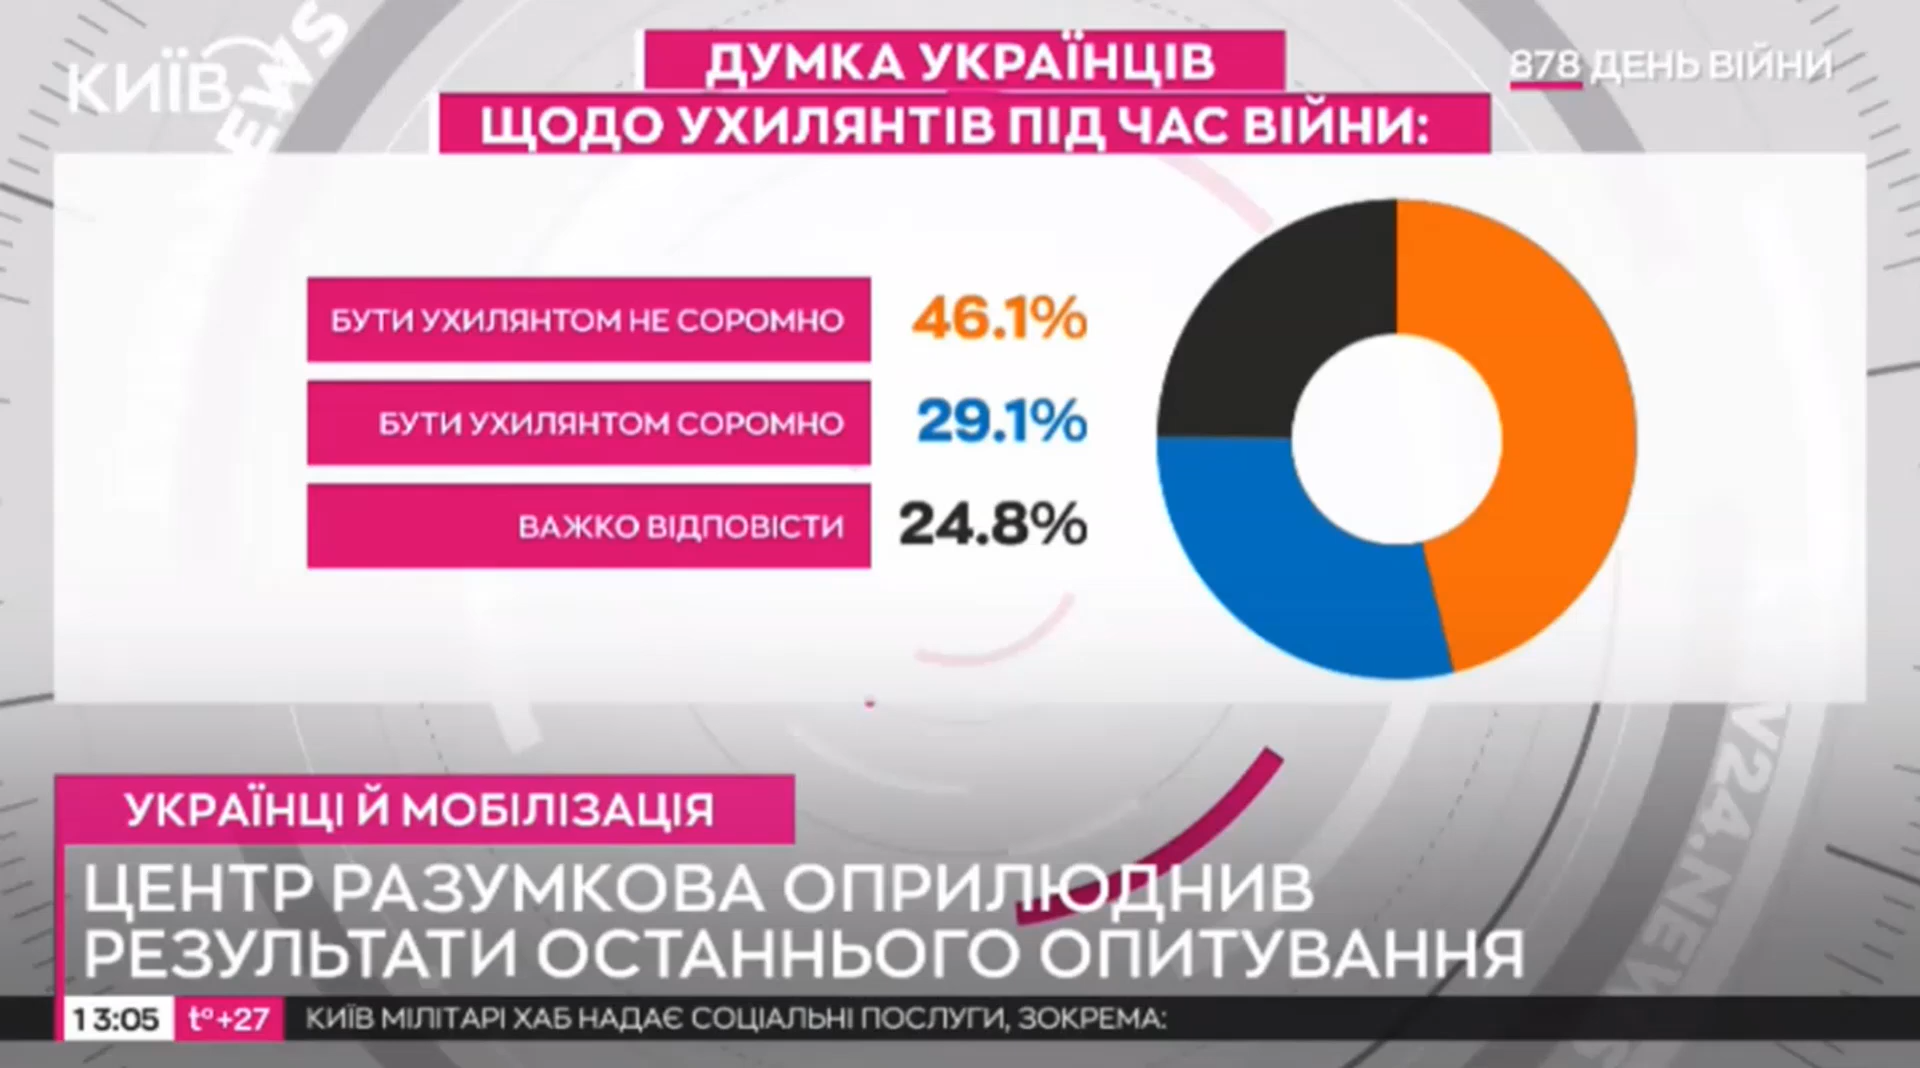 КИЇВ
NEWS
ДУМКА УКРАЇНЦІВ
ЩОДО УХИЛЯНТІВ ПІД ЧАС ВІЙНИ:
878 ДЕНЬ ВІЙНИ
БУТИ УХИЛЯНТОМ НЕ СОРОМНО 46.1%
БУТИ УХИЛЯНТОМ СОРОМНО 29.1%
ВАЖКО ВІДПОВІСТИ 24.8%
УКРАЇНЦІ Й МОБІЛІЗАЦІЯ
ЦЕНТР РАЗУМКОВА ОПРИЛЮДНИВ
РЕЗУЛЬТАТИ ОСТАННЬОГО ОПИТУВАННЯ
13:05 t°+27 КИЇВ МІЛІТАРІ ХАБ НАДАЄ СОЦІАЛЬНІ ПОСЛУГИ, ЗОКРЕМА: